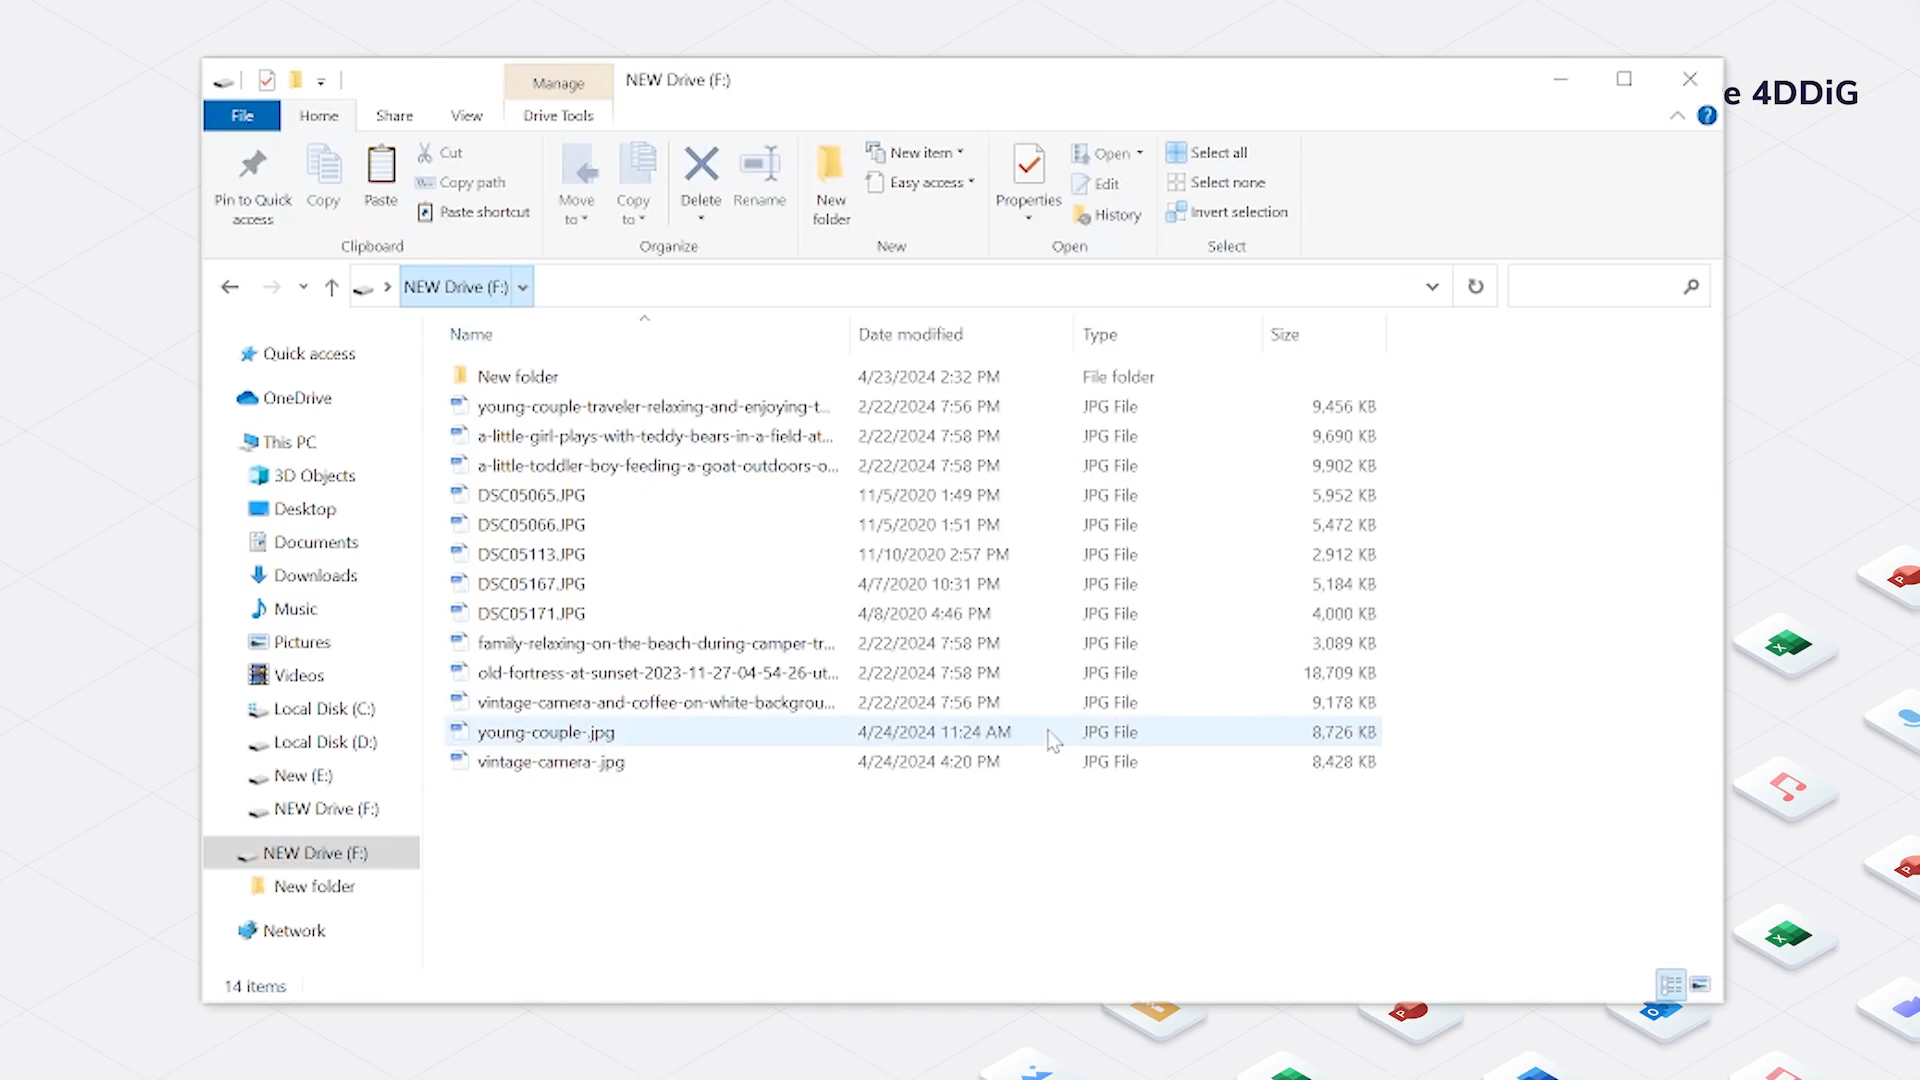 Manage
NEW Drive (F:)
e 4DDiG
File
Home
Share
View
Drive Tools
?
Pin to Quick access
Copy
Paste
Cut
Copy path
Paste shortcut
Move to
Copy to
Delete
Rename
New folder
New item
Easy access
Properties
Open
Edit
History
Select all
Select none
Invert selection
Clipboard
Organize
New
Open
Select
NEW Drive (F:)
Name
Date modified
Type
Size
New folder 4/23/2024 2:32 PM File folder
young-couple-traveler-relaxing-and-enjoying-t... 2/22/2024 7:56 PM JPG File 9,456 KB
a-little-girl-plays-with-teddy-bears-in-a-field-at... 2/22/2024 7:58 PM JPG File 9,690 KB
a-little-toddler-boy-feeding-a-goat-outdoors-o... 2/22/2024 7:58 PM JPG File 9,902 KB
DSC05065.JPG 11/5/2020 1:49 PM JPG File 5,952 KB
DSC05066.JPG 11/5/2020 1:51 PM JPG File 5,472 KB
DSC05113.JPG 11/10/2020 2:57 PM JPG File 2,912 KB
DSC05167.JPG 4/7/2020 10:31 PM JPG File 5,184 KB
DSC05171.JPG 4/8/2020 4:46 PM JPG File 4,000 KB
family-relaxing-on-the-beach-during-camper-tr... 2/22/2024 7:58 PM JPG File 3,089 KB
old-fortress-at-sunset-2023-11-27-04-54-26-ut... 2/22/2024 7:58 PM JPG File 18,709 KB
vintage-camera-and-coffee-on-white-backgrou... 2/22/2024 7:56 PM JPG File 9,178 KB
young-couple-.jpg 4/24/2024 11:24 AM JPG File 8,726 KB
vintage-camera-.jpg 4/24/2024 4:20 PM JPG File 8,428 KB
Quick access
OneDrive
This PC
3D Objects
Desktop
Documents
Downloads
Music
Pictures
Videos
Local Disk (C:)
Local Disk (D:)
New (E:)
NEW Drive (F:)
NEW Drive (F:)
New folder
Network
14 items